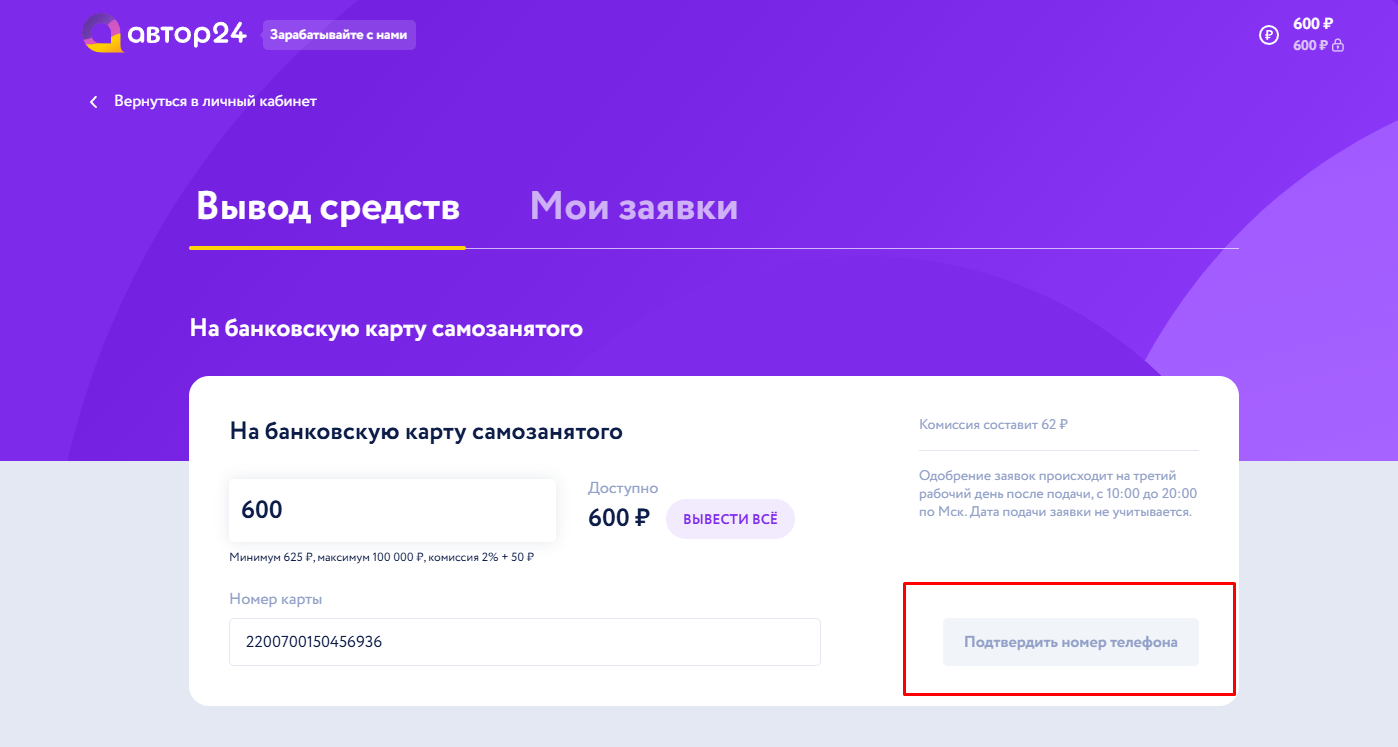 автор24
Зарабатывайте с нами
600 ₽
600 ₽
Вернуться в личный кабинет
Вывод средств
Мои заявки
На банковскую карту самозанятого
На банковскую карту самозанятого
600
Доступно
600 ₽
ВЫВЕСТИ ВСЁ
Минимум 625 ₽, максимум 100 000 ₽, комиссия 2% + 50 ₽
Номер карты
2200700150456936
Комиссия составит 62 ₽
Одобрение заявок происходит на третий
рабочий день после подачи, с 10:00 до 20:00
по Мск. Дата подачи заявки не учитывается.
Подтвердить номер телефона